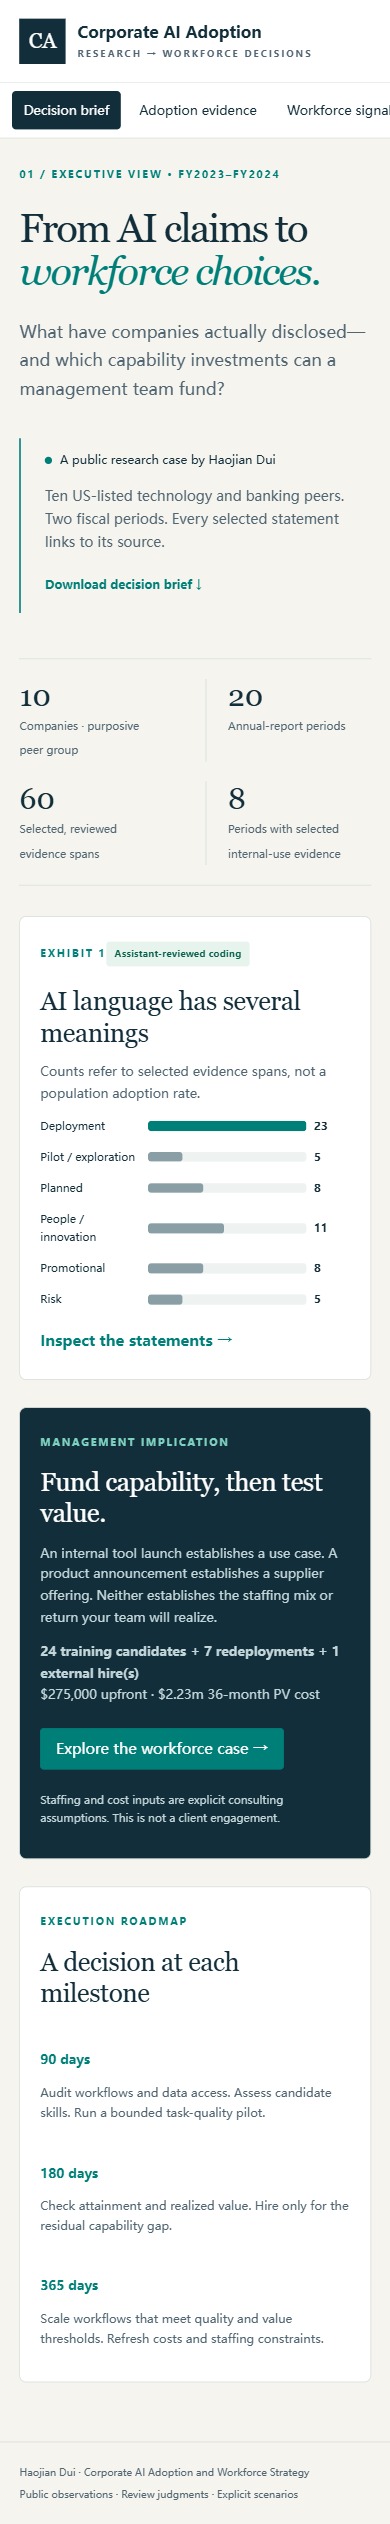 CA
Corporate AI Adoption
RESEARCH → WORKFORCE DECISIONS
Decision brief
Adoption evidence
Workforce signal
01 / EXECUTIVE VIEW • FY2023–FY2024
From AI claims to
workforce choices.
What have companies actually disclosed—
and which capability investments can a
management team fund?
A public research case by Haojian Dui
Ten US-listed technology and banking peers.
Two fiscal periods. Every selected statement
links to its source.
Download decision brief ↓
10
Companies · purposive
peer group
20
Annual-report periods
60
Selected, reviewed
evidence spans
8
Periods with selected
internal-use evidence
EXHIBIT 1
Assistant-reviewed coding
AI language has several
meanings
Counts refer to selected evidence spans, not a
population adoption rate.
Deployment 23
Pilot / exploration 5
Planned 8
People /
innovation 11
Promotional 8
Risk 5
Inspect the statements →
MANAGEMENT IMPLICATION
Fund capability, then test
value.
An internal tool launch establishes a use case. A
product announcement establishes a supplier
offering. Neither establishes the staffing mix or
return your team will realize.
24 training candidates + 7 redeployments + 1
external hire(s)
$275,000 upfront · $2.23m 36-month PV cost
Explore the workforce case →
Staffing and cost inputs are explicit consulting
assumptions. This is not a client engagement.
EXECUTION ROADMAP
A decision at each
milestone
90 days
Audit workflows and data access. Assess candidate
skills. Run a bounded task-quality pilot.
180 days
Check attainment and realized value. Hire only for the
residual capability gap.
365 days
Scale workflows that meet quality and value
thresholds. Refresh costs and staffing constraints.
Haojian Dui · Corporate AI Adoption and Workforce Strategy
Public observations · Review judgments · Explicit scenarios